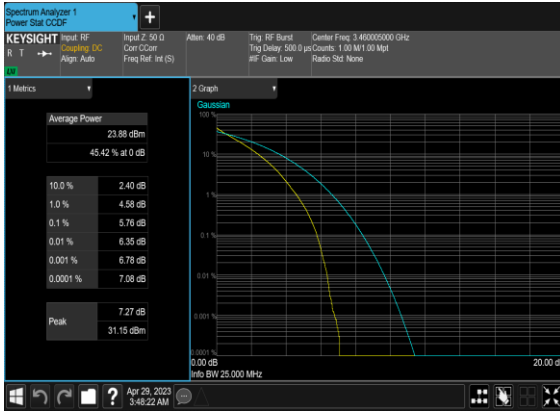 Spectrum Analyzer 1
Power Stat CCDF
KEYSIGHT
R T
Input: RF
Coupling: DC
Align: Auto
Input Z: 50 Ω
Corr CCorr
Freq Ref: Int (S)
Atten: 40 dB
Trig: RF Burst
Trig Delay: 500.0 µs
#IF Gain: Low
Center Freq: 3.460005000 GHz
Counts: 1.00 M/1.00 Mpt
Radio Std: None
1 Metrics
Average Power
23.88 dBm
45.42 % at 0 dB
10.0 % 2.40 dB
1.0 % 4.58 dB
0.1 % 5.76 dB
0.01 % 6.35 dB
0.001 % 6.78 dB
0.0001 % 7.08 dB
Peak
7.27 dB
31.15 dBm
2 Graph
Gaussian
100 %
10 %
1 %
0.1 %
0.01 %
0.001 %
0.0001 %
0.00 dB
20.00 d
Info BW 25.000 MHz
?
Apr 29, 2023
3:48:22 AM